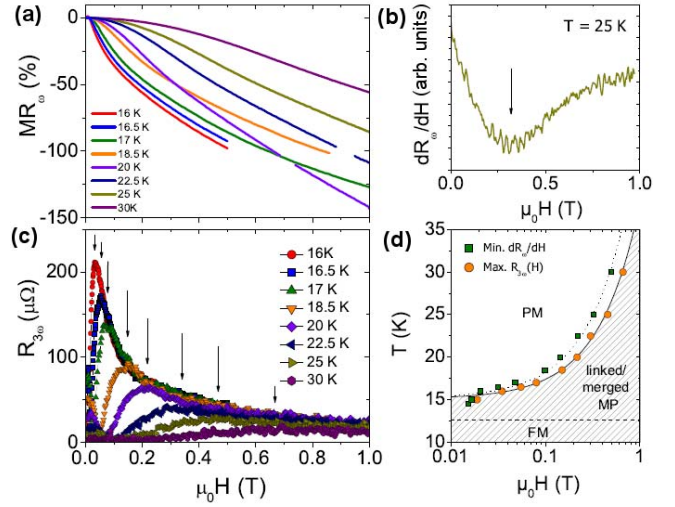 (a)
0
-50
-100
-150
MRω (%)
16 K
16.5 K
17 K
18.5 K
20 K
22.5 K
25 K
30K
(b)
T = 25 K
dRω/dH (arb. units)
0.0
0.5
1.0
μ0H (T)
(c)
200
100
0
R3ω (μΩ)
16K
16.5 K
17 K
18.5 K
20 K
22.5 K
25 K
30 K
0.0 0.2 0.4 0.6 0.8 1.0
μ0H (T)
(d)
35
30
25
20
15
10
T (K)
Min. dRω/dH
Max. R3ω(H)
PM
linked/
merged
MP
FM
0.01 0.1 1
μ0H (T)